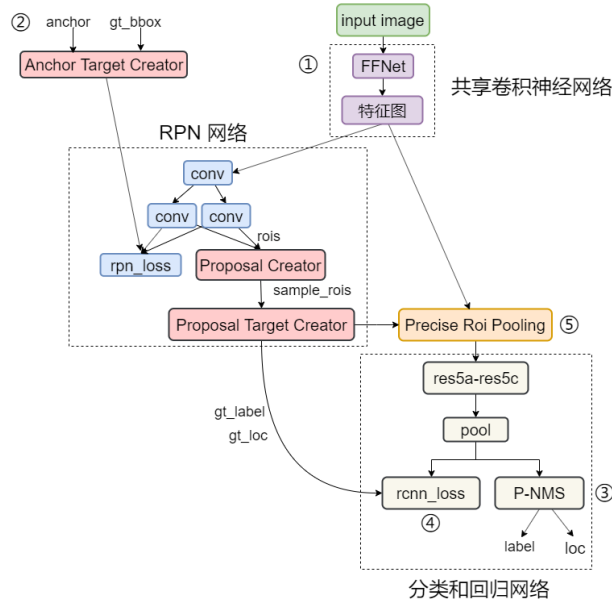 input image
②
anchor
gt_bbox
Anchor Target Creator
①
FFNet
特征图
共享卷积神经网络
RPN 网络
conv
conv
conv
rois
rpn_loss
Proposal Creator
sample_rois
Proposal Target Creator
Precise Roi Pooling
⑤
res5a-res5c
gt_label
gt_loc
pool
rcnn_loss
P-NMS
③
④
label
loc
分类和回归网络